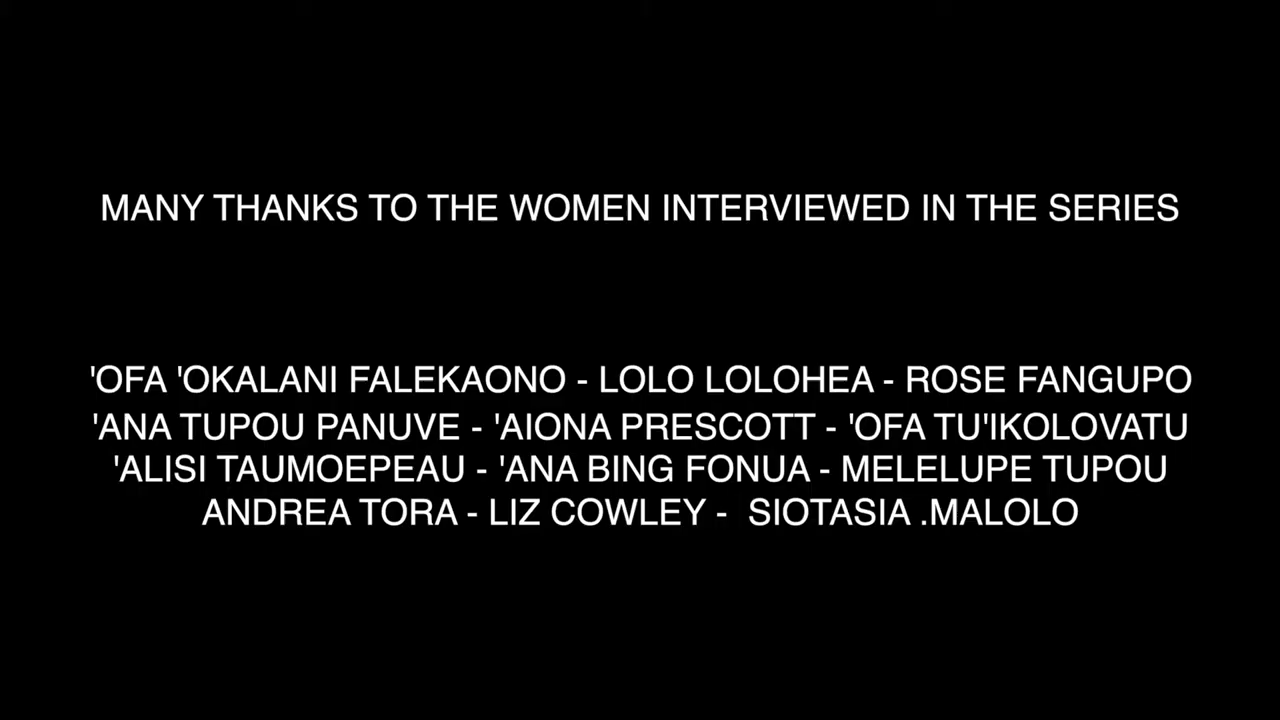 MANY THANKS TO THE WOMEN INTERVIEWED IN THE SERIES
'OFA 'OKALANI FALEKAONO - LOLO LOLOHEA - ROSE FANGUPO
'ANA TUPOU PANUVE - 'AIONA PRESCOTT - 'OFA TU'IKOLOVATU
'ALISI TAUMOEPEAU - 'ANA BING FONUA - MELELUPE TUPOU
ANDREA TORA - LIZ COWLEY -  SIOTASIA .MALOLO